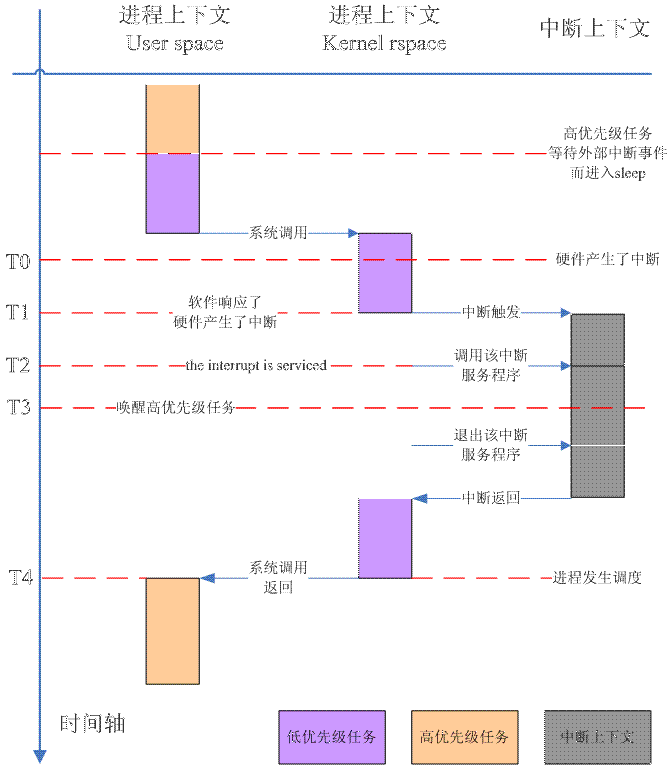 进程上下文
User space
进程上下文
Kernel rspace
中断上下文
高优先级任务
等待外部中断事件
而进入sleep
系统调用
T0
硬件产生了中断
T1
软件响应了
硬件产生了中断
中断触发
T2
the interrupt is serviced
调用该中断
服务程序
T3
唤醒高优先级任务
退出该中断
服务程序
中断返回
T4
系统调用
返回
进程发生调度
时间轴
低优先级任务
高优先级任务
中断上下文